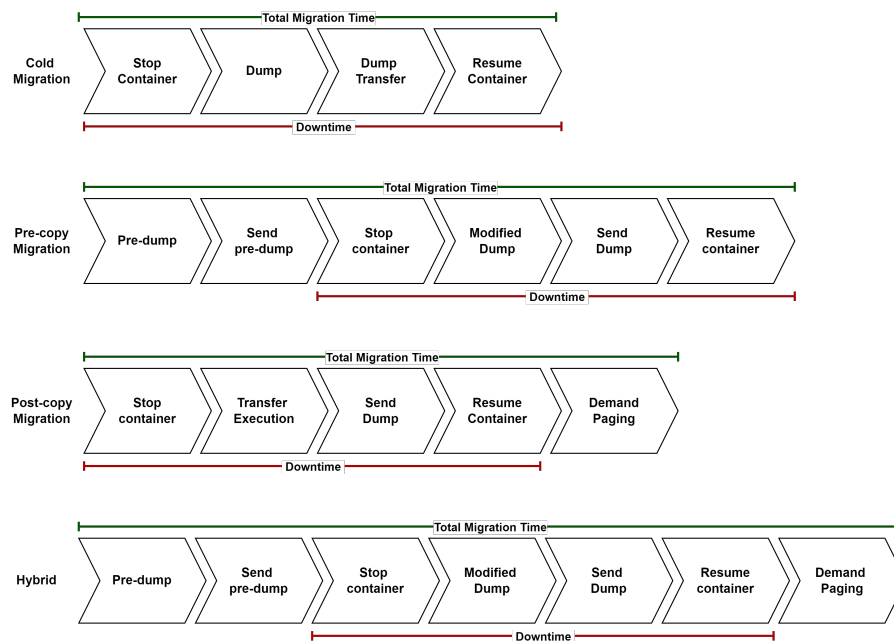 Total Migration Time
Cold
Migration
Stop
Container
Dump
Dump
Transfer
Resume
Container
Downtime
Total Migration Time
Pre-copy
Migration
Pre-dump
Send
pre-dump
Stop
container
Modified
Dump
Send
Dump
Resume
container
Downtime
Total Migration Time
Post-copy
Migration
Stop
container
Transfer
Execution
Send
Dump
Resume
Container
Demand
Paging
Downtime
Total Migration Time
Hybrid
Pre-dump
Send
pre-dump
Stop
container
Modified
Dump
Send
Dump
Resume
container
Demand
Paging
Downtime